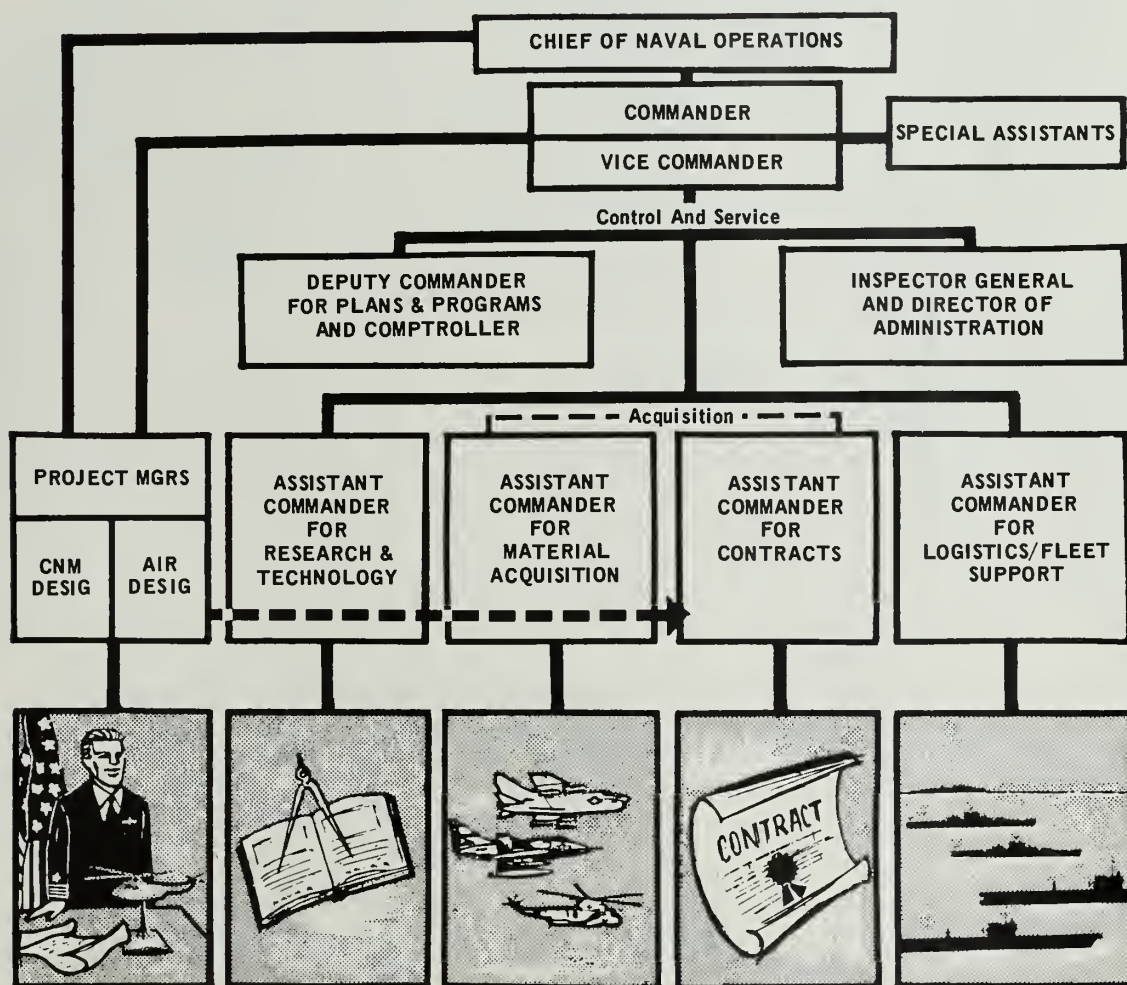 CHIEF OF NAVAL OPERATIONS
COMMANDER
VICE COMMANDER
SPECIAL ASSISTANTS
Control And Service
DEPUTY COMMANDER
FOR PLANS & PROGRAMS
AND COMPTROLLER
INSPECTOR GENERAL
AND DIRECTOR OF
ADMINISTRATION
Acquisition
PROJECT MGRS
CNM
DESIG
AIR
DESIG
ASSISTANT
COMMANDER
FOR
RESEARCH &
TECHNOLOGY
ASSISTANT
COMMANDER
FOR
MATERIAL
ACQUISITION
ASSISTANT
COMMANDER
FOR
CONTRACTS
ASSISTANT
COMMANDER
FOR
LOGISTICS/FLEET
SUPPORT
CONTRACT